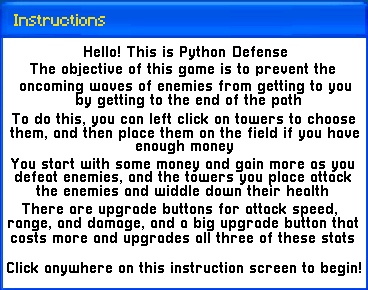 Instructions
Hello! This is Python Defense
The objective of this game is to prevent the
oncoming waves of enemies from getting to you
by getting to the end of the path
To do this, you can left click on towers to choose
them, and then place them on the field if you have
enough money
You start with some money and gain more as you
defeat enemies, and the towers you place attack
the enemies and widdle down their health
There are upgrade buttons for attack speed,
range, and damage, and a big upgrade button that
costs more and upgrades all three of these stats
Click anywhere on this instruction screen to begin!